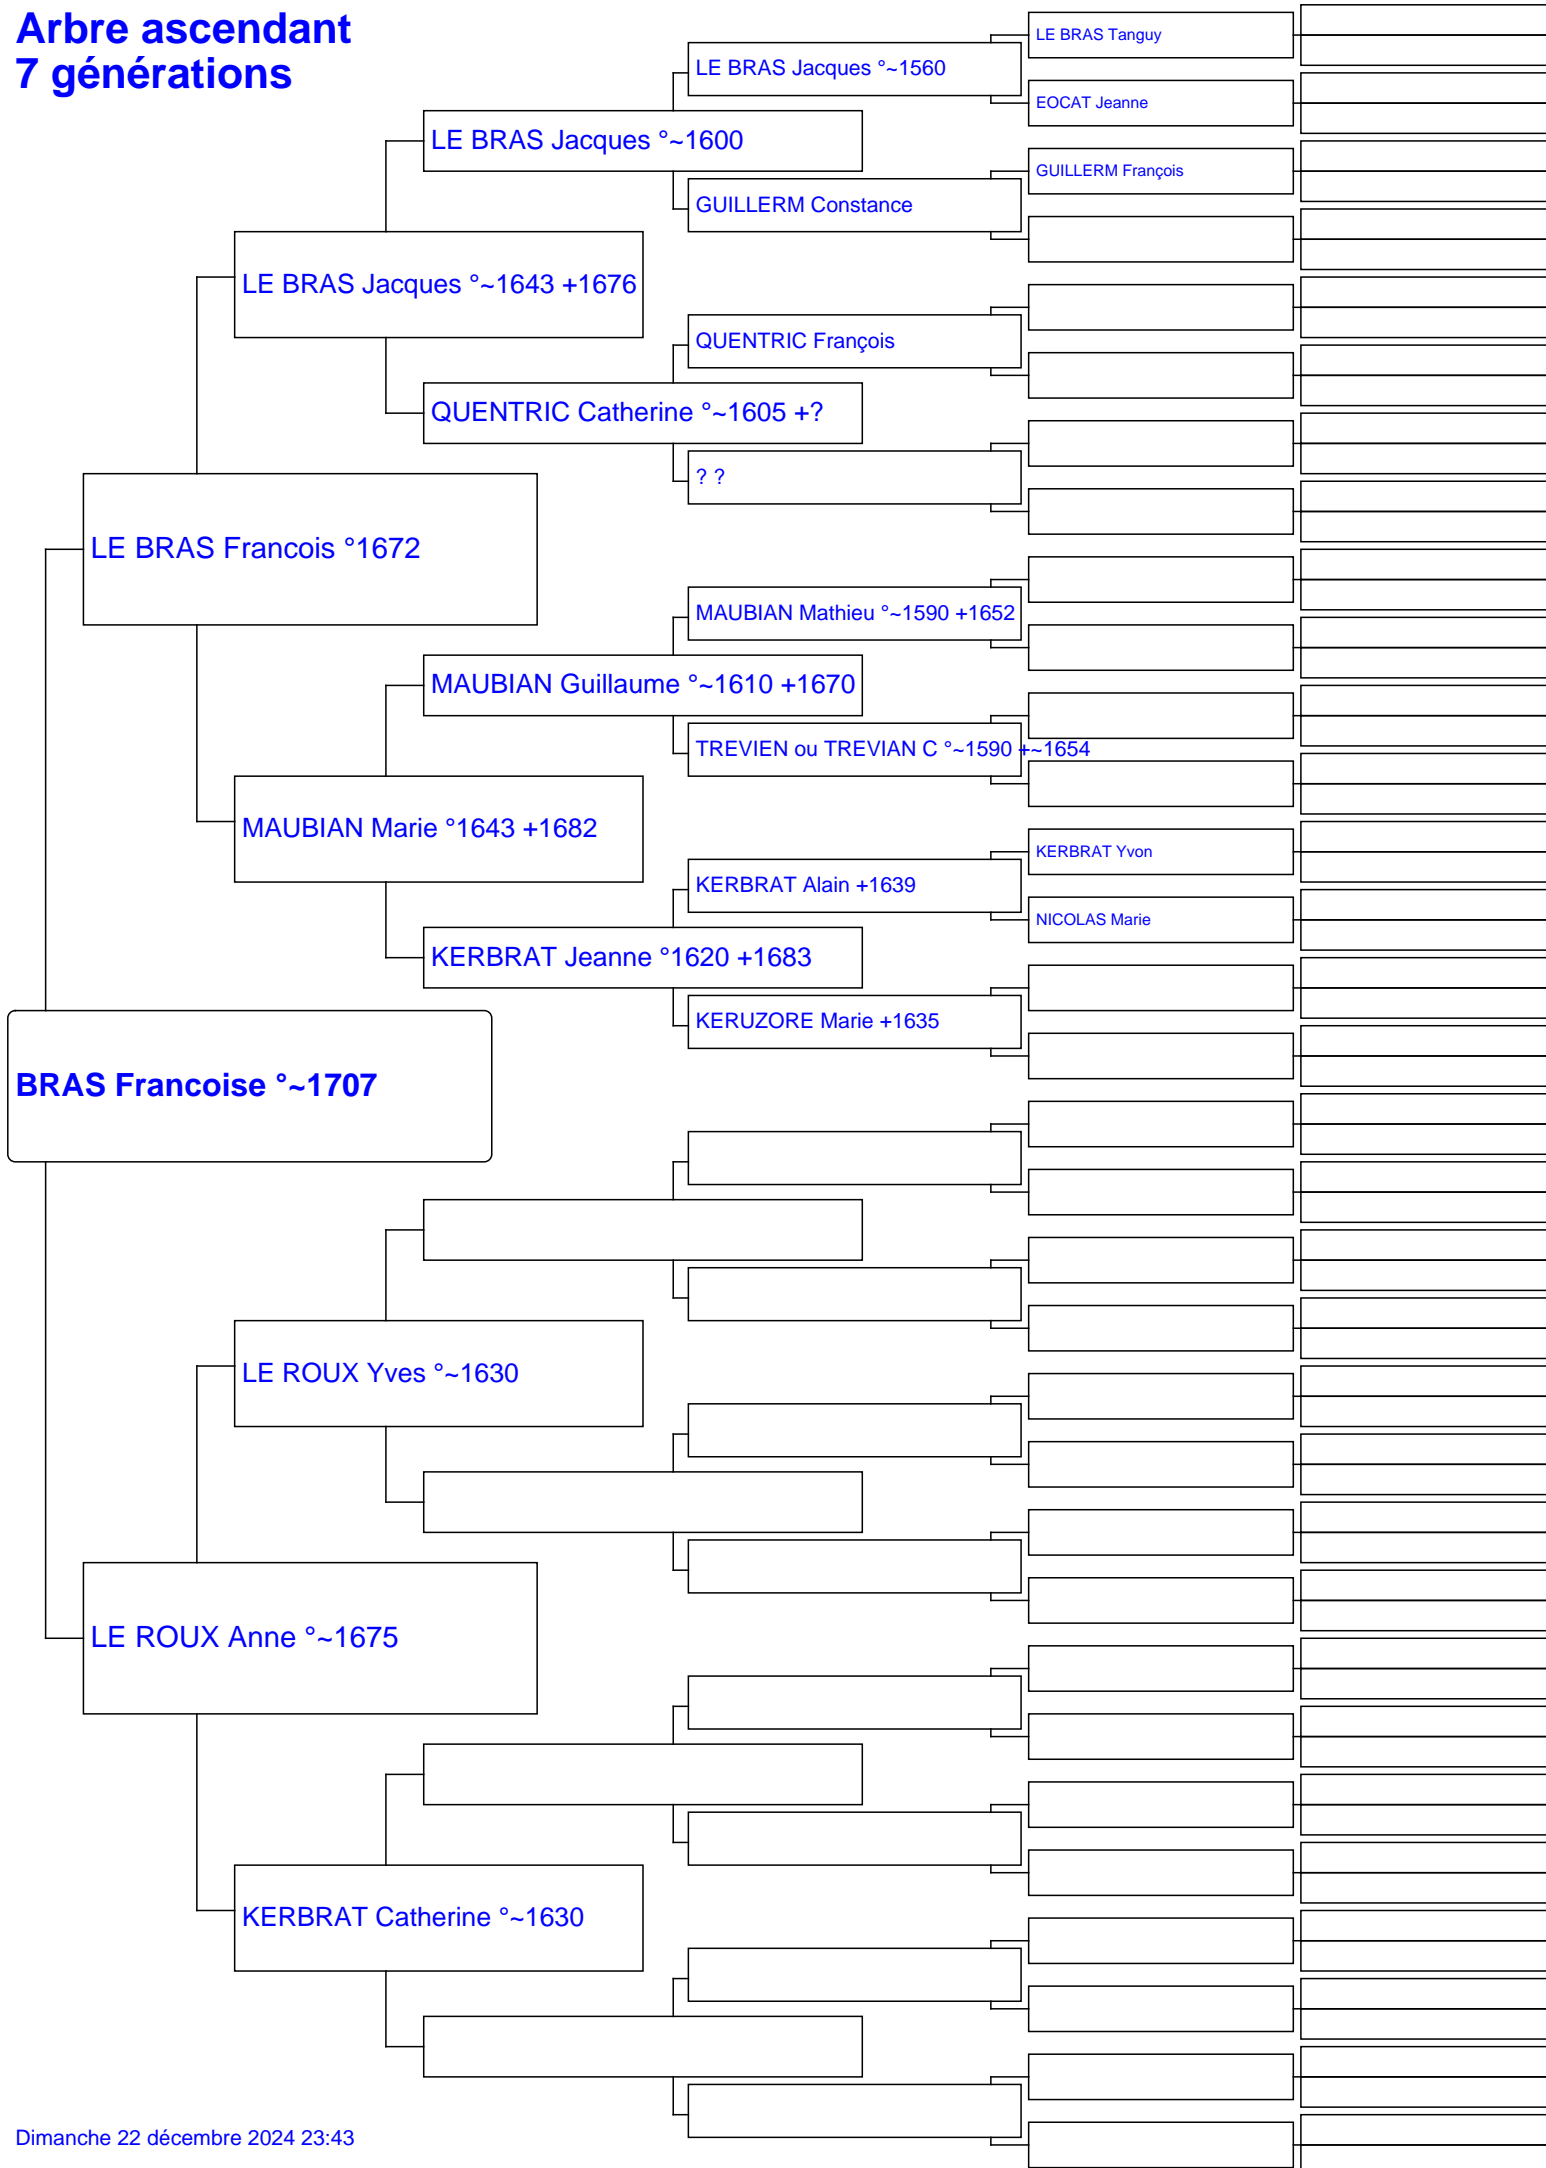 Arbre ascendant
7 générations
LE BRAS Tanguy
LE BRAS Jacques °~1560
EOCAT Jeanne
LE BRAS Jacques °~1600
GUILLERM François
GUILLERM Constance
LE BRAS Jacques °~1643 +1676
QUENTRIC François
QUENTRIC Catherine °~1605 +?
? ?
LE BRAS Francois °1672
MAUBIAN Mathieu °~1590 +1652
MAUBIAN Guillaume °~1610 +1670
TREVIEN ou TREVIAN C °~1590 +~1654
MAUBIAN Marie °1643 +1682
KERBRAT Yvon
KERBRAT Alain +1639
NICOLAS Marie
KERBRAT Jeanne °1620 +1683
KERUZORE Marie +1635
BRAS Francoise °~1707
LE ROUX Yves °~1630
LE ROUX Anne °~1675
KERBRAT Catherine °~1630
Dimanche 22 décembre 2024 23:43